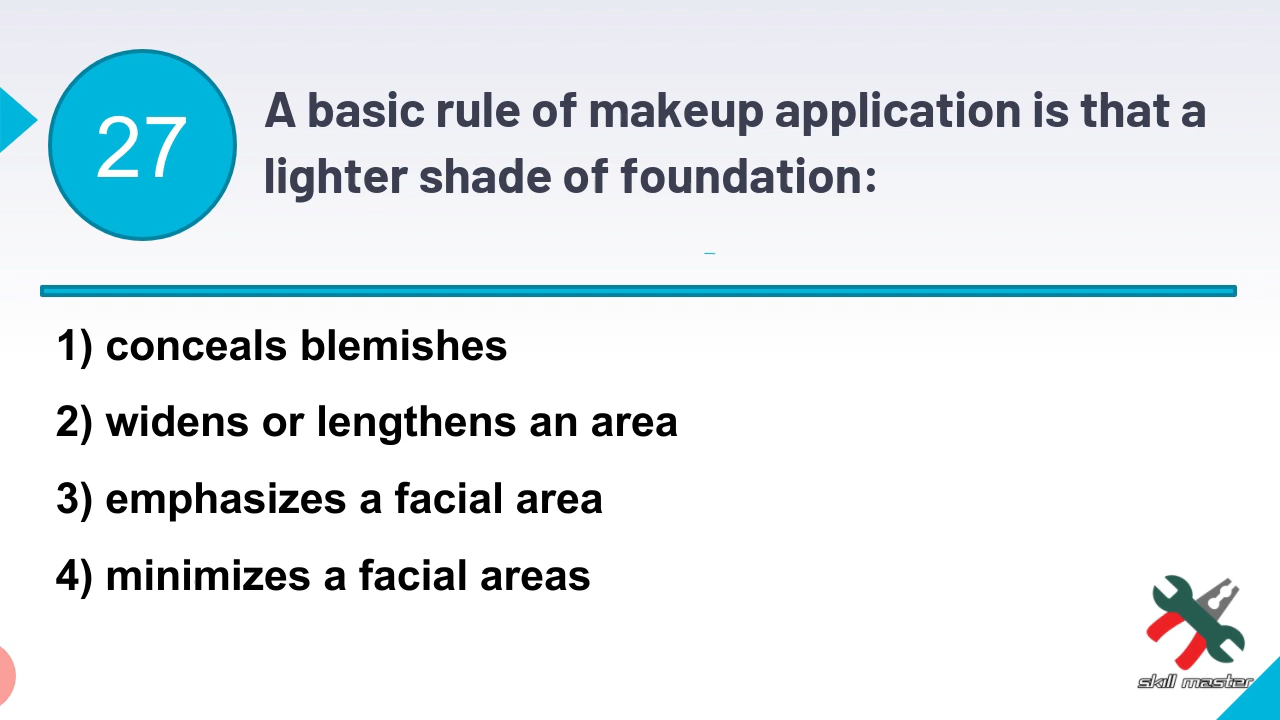 27
A basic rule of makeup application is that a
lighter shade of foundation:
1) conceals blemishes
2) widens or lengthens an area
3) emphasizes a facial area
4) minimizes a facial areas
skill master